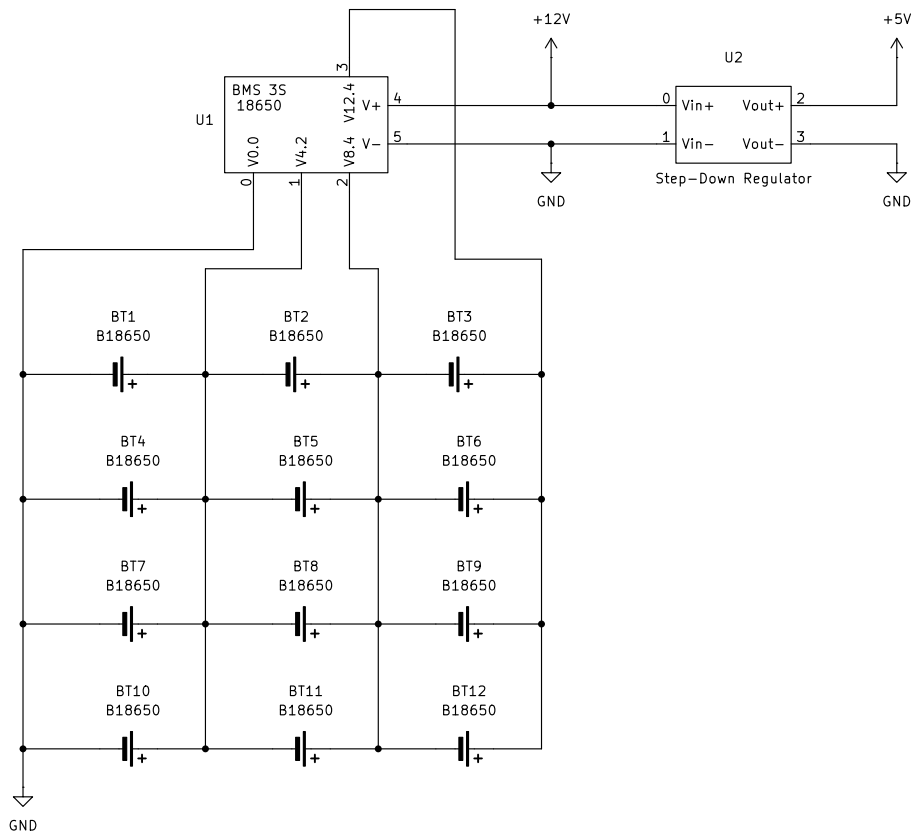 +12V
+5V
U2
3
BMS 3S
18650
V12.4
V+
4
0
Vin+
Vout+
2
U1
V0.0
V4.2
V8.4
V-
5
1
Vin-
Vout-
3
0
1
2
Step-Down Regulator
GND
GND
BT1
B18650
+
BT2
B18650
+
BT3
B18650
+
BT4
B18650
+
BT5
B18650
+
BT6
B18650
+
BT7
B18650
+
BT8
B18650
+
BT9
B18650
+
BT10
B18650
+
BT11
B18650
+
BT12
B18650
+
GND